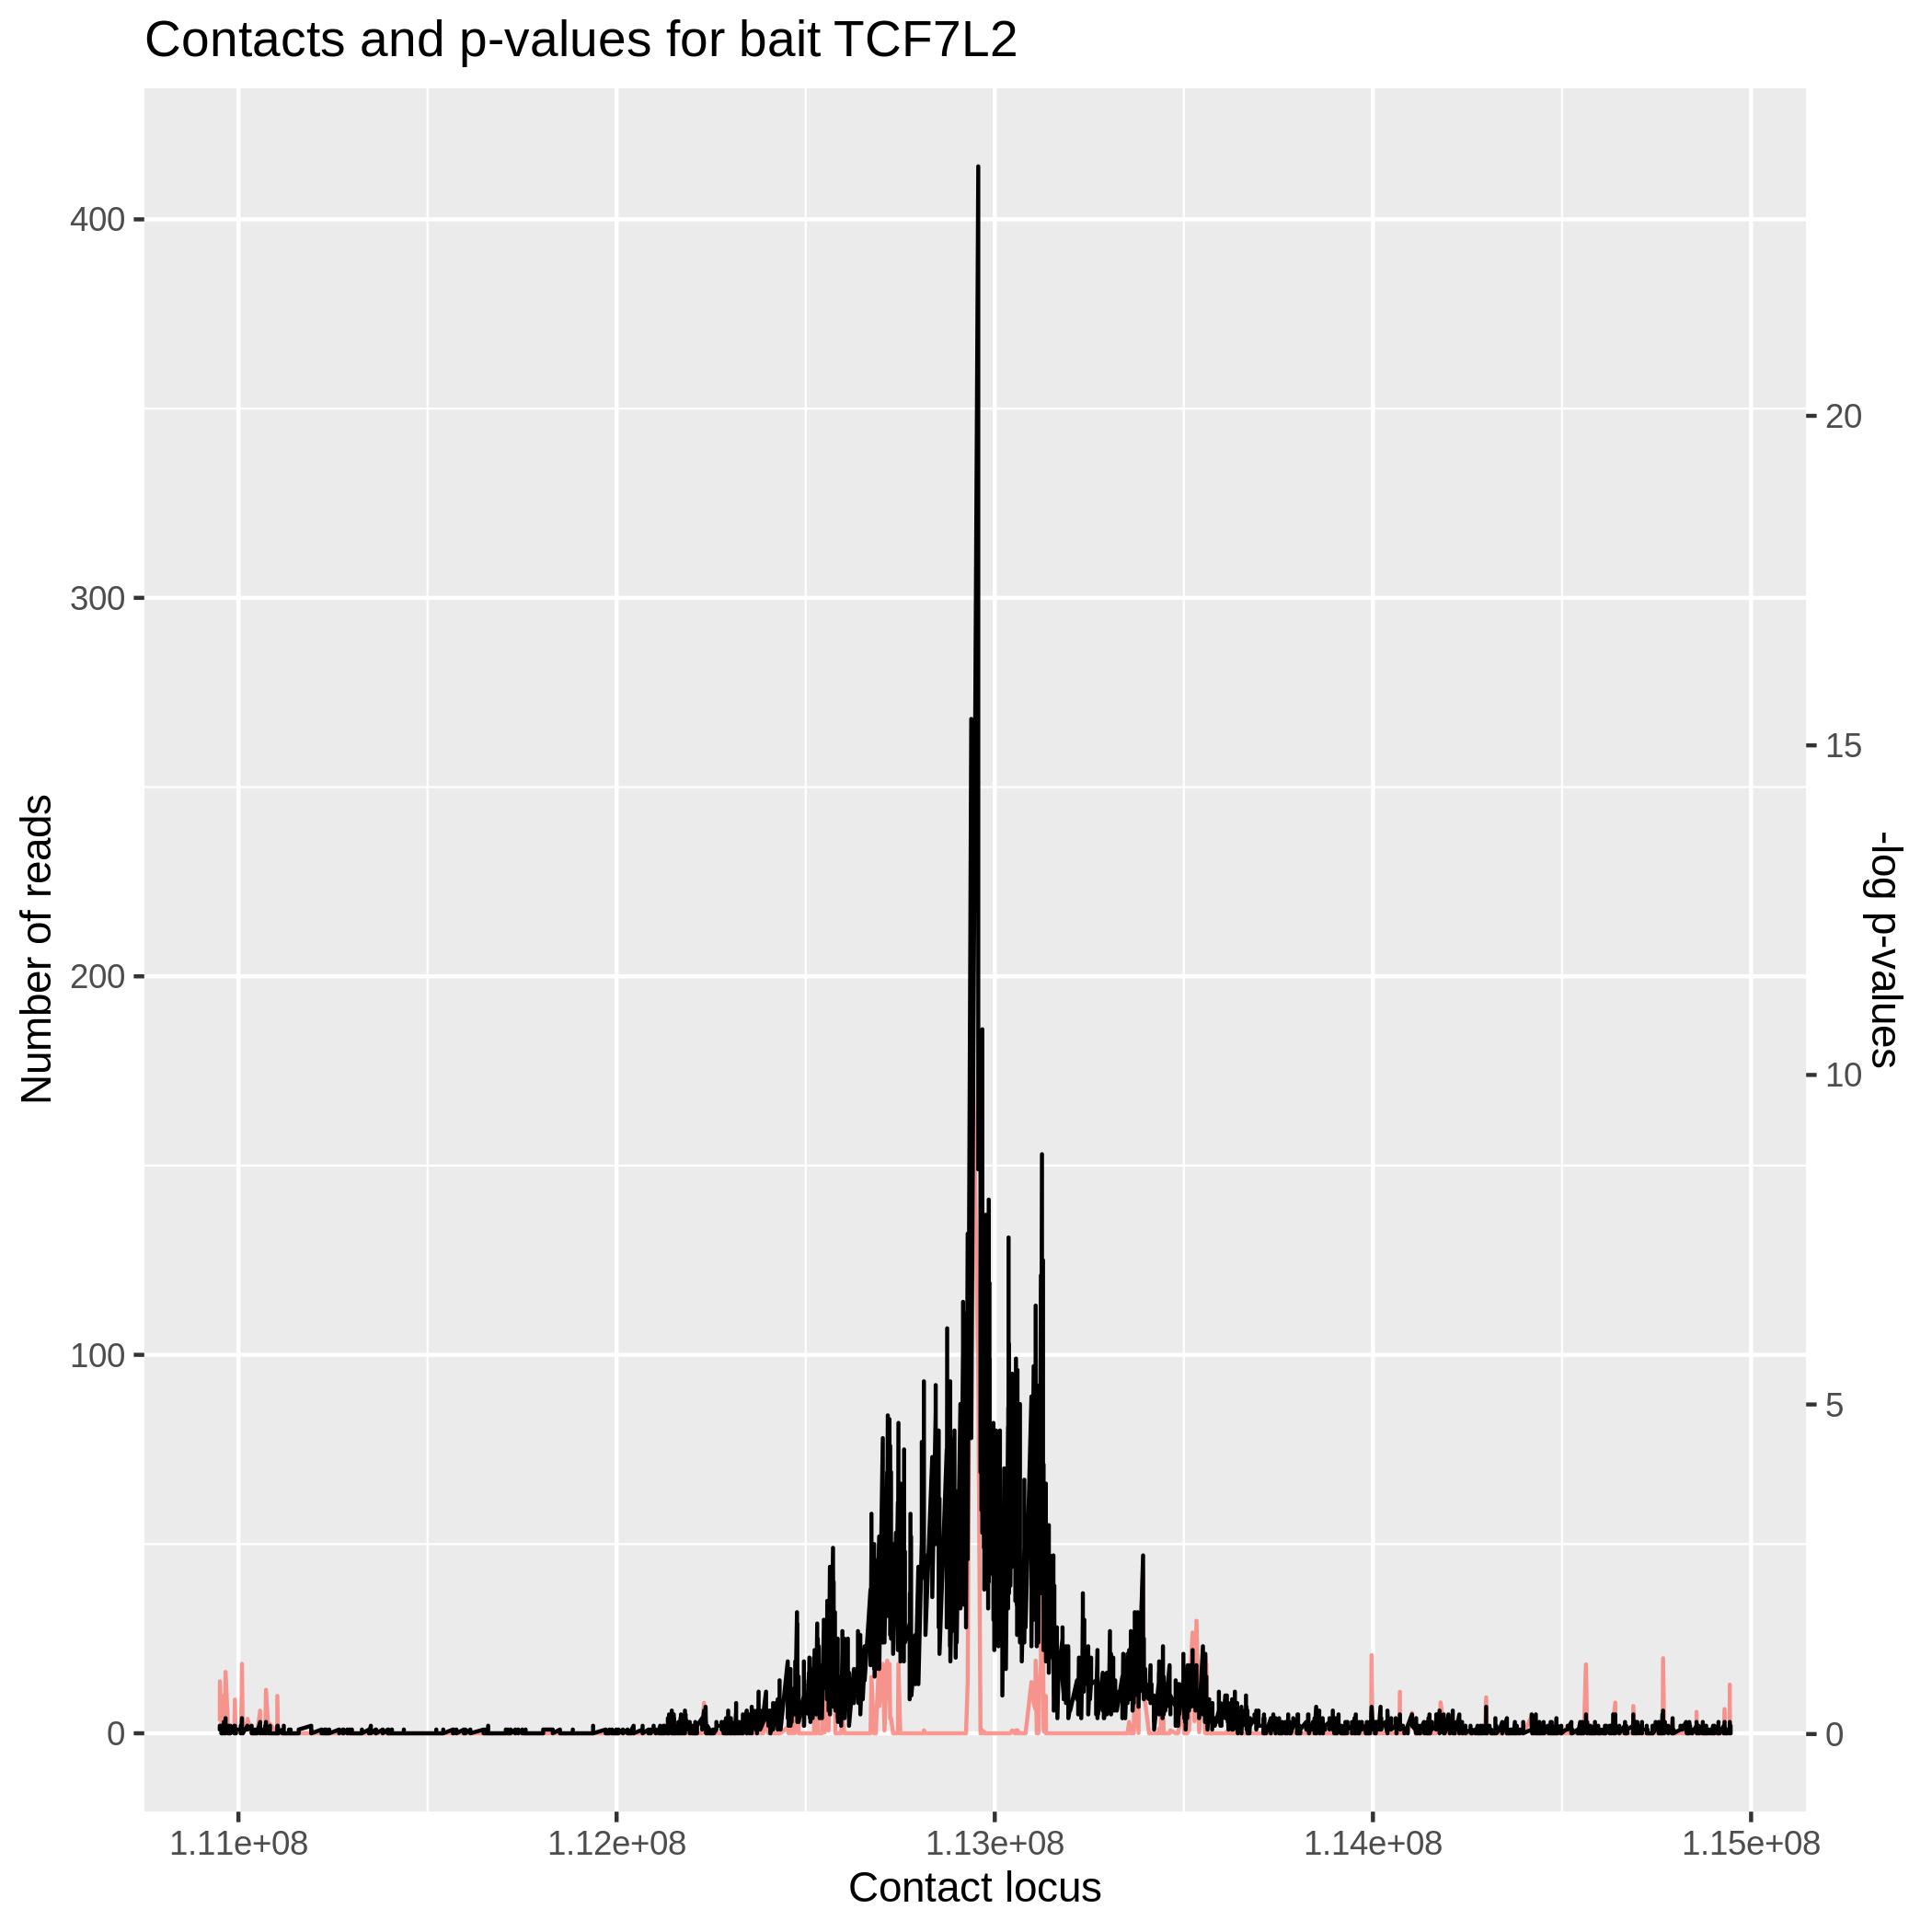 Contacts and p-values for bait TCF7L2
Number of reads
400
300
200
100
0
20
15
10
5
0
-log p-values
1.11e+08
1.12e+08
1.13e+08
1.14e+08
1.15e+08
Contact locus